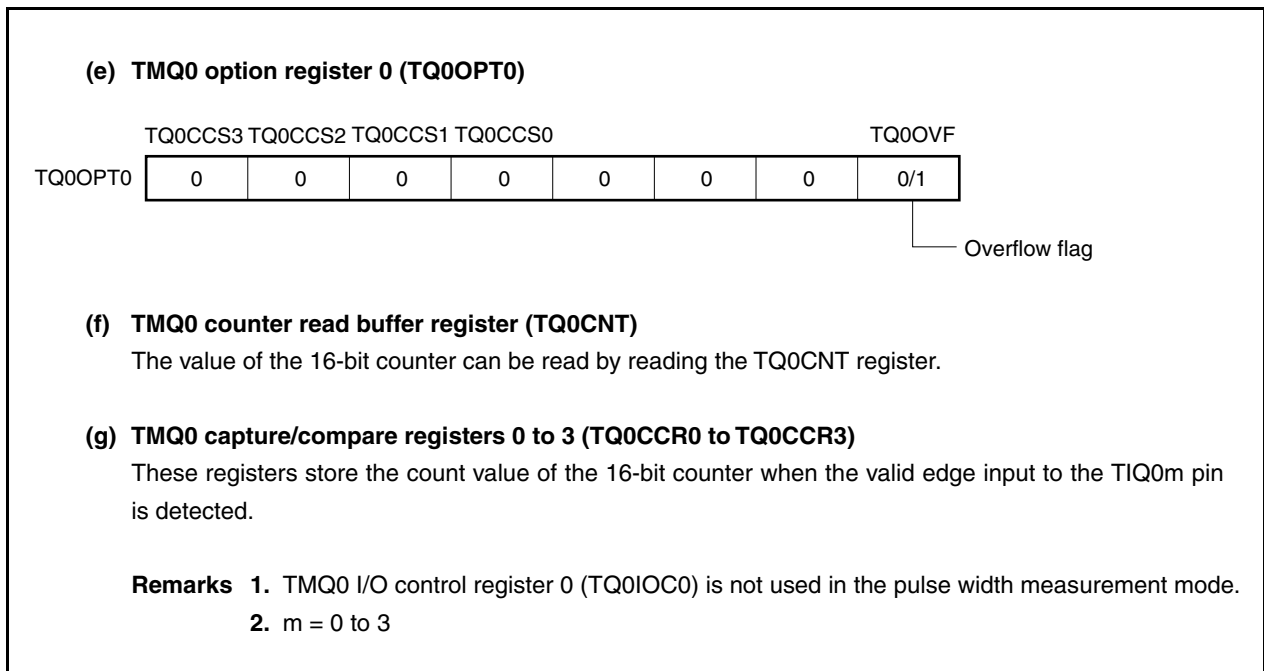 (e) TMQ0 option register 0 (TQ0OPT0)
TQ0CCS3 TQ0CCS2 TQ0CCS1 TQ0CCS0 TQ0OVF
TQ0OPT0 0 0 0 0 0 0 0 0/1
Overflow flag
(f) TMQ0 counter read buffer register (TQ0CNT)
The value of the 16-bit counter can be read by reading the TQ0CNT register.
(g) TMQ0 capture/compare registers 0 to 3 (TQ0CCR0 to TQ0CCR3)
These registers store the count value of the 16-bit counter when the valid edge input to the TIQ0m pin
is detected.
Remarks 1. TMQ0 I/O control register 0 (TQ0IOC0) is not used in the pulse width measurement mode.
2. m = 0 to 3